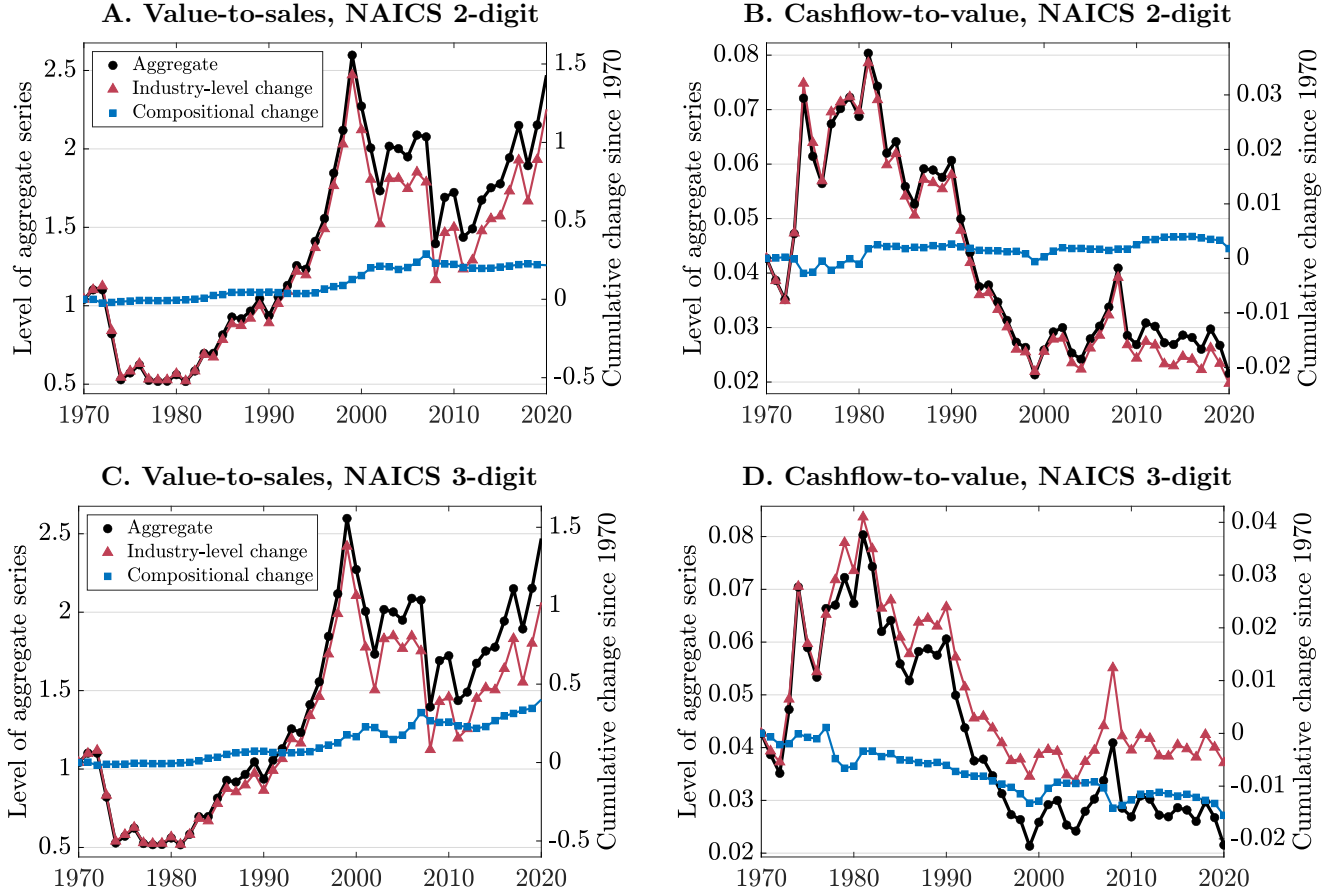 A. Value-to-sales, NAICS 2-digit
Level of aggregate series
2.5
2
1.5
1
0.5
Aggregate
Industry-level change
Compositional change
1.5
1
0.5
0
-0.5
Cumulative change since 1970
1970 1980 1990 2000 2010 2020
B. Cashflow-to-value, NAICS 2-digit
Level of aggregate series
0.08
0.07
0.06
0.05
0.04
0.03
0.02
0.03
0.02
0.01
0
-0.01
-0.02
Cumulative change since 1970
1970 1980 1990 2000 2010 2020
C. Value-to-sales, NAICS 3-digit
Level of aggregate series
2.5
2
1.5
1
0.5
Aggregate
Industry-level change
Compositional change
1.5
1
0.5
0
-0.5
Cumulative change since 1970
1970 1980 1990 2000 2010 2020
D. Cashflow-to-value, NAICS 3-digit
Level of aggregate series
0.08
0.07
0.06
0.05
0.04
0.03
0.02
0.04
0.03
0.02
0.01
0
-0.01
-0.02
Cumulative change since 1970
1970 1980 1990 2000 2010 2020